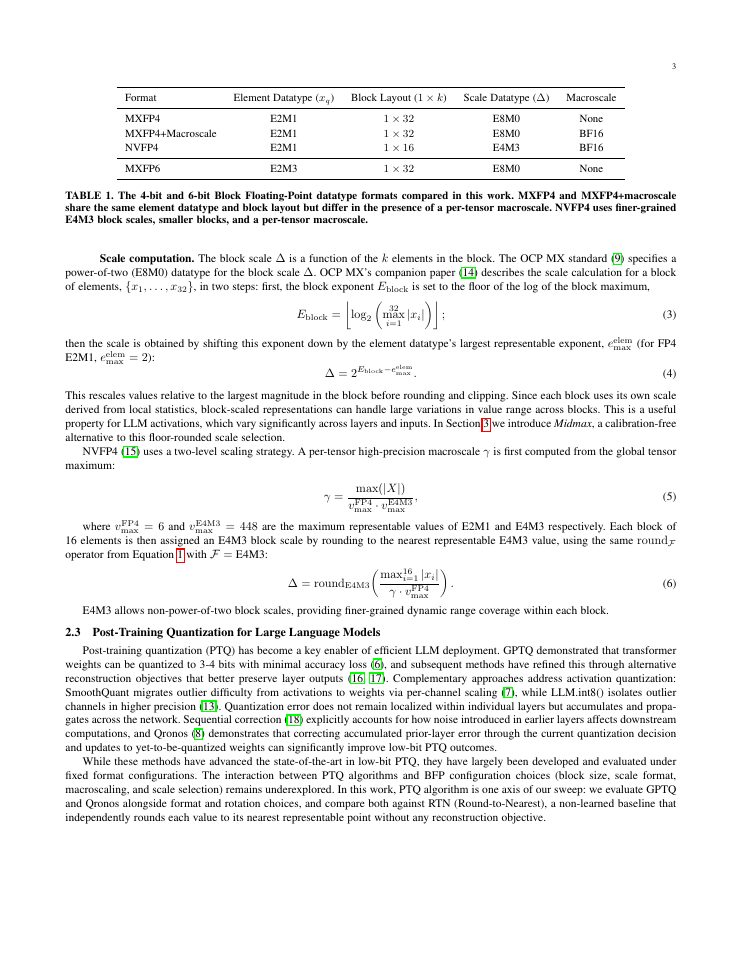 3
Format Element Datatype (x_q) Block Layout (1 × k) Scale Datatype (Δ) Macroscale
MXFP4 E2M1 1 × 32 E8M0 None
MXFP4+Macroscale E2M1 1 × 32 E8M0 BF16
NVFP4 E2M1 1 × 16 E4M3 BF16
MXFP6 E2M3 1 × 32 E8M0 None
TABLE 1. The 4-bit and 6-bit Block Floating-Point datatype formats compared in this work. MXFP4 and MXFP4+macroscale
share the same element datatype and block layout but differ in the presence of a per-tensor macroscale. NVFP4 uses finer-grained
E4M3 block scales, smaller blocks, and a per-tensor macroscale.
Scale computation. The block scale Δ is a function of the k elements in the block. The OCP MX standard (9) specifies a
power-of-two (E8M0) datatype for the block scale Δ. OCP MX's companion paper (14) describes the scale calculation for a block
of elements, {x_1, . . . , x_32}, in two steps: first, the block exponent E_block is set to the floor of the log of the block maximum,
E_block = ⌊log_2 (max_{i=1}^{32} |x_i|)⌋ ; (3)
then the scale is obtained by shifting this exponent down by the element datatype's largest representable exponent, e_max^elem (for FP4
E2M1, e_max^elem = 2):
Δ = 2^{E_block − e_max^elem} . (4)
This rescales values relative to the largest magnitude in the block before rounding and clipping. Since each block uses its own scale
derived from local statistics, block-scaled representations can handle large variations in value range across blocks. This is a useful
property for LLM activations, which vary significantly across layers and inputs. In Section 3 we introduce Midmax, a calibration-free
alternative to this floor-rounded scale selection.
NVFP4 (15) uses a two-level scaling strategy. A per-tensor high-precision macroscale γ is first computed from the global tensor
maximum:
γ = max(|X|) / (v_max^FP4 · v_max^E4M3) , (5)
where v_max^FP4 = 6 and v_max^E4M3 = 448 are the maximum representable values of E2M1 and E4M3 respectively. Each block of
16 elements is then assigned an E4M3 block scale by rounding to the nearest representable E4M3 value, using the same round_F
operator from Equation 1 with F = E4M3:
Δ = round_E4M3 (max_{i=1}^{16} |x_i| / (γ · v_max^FP4)) . (6)
E4M3 allows non-power-of-two block scales, providing finer-grained dynamic range coverage within each block.
2.3 Post-Training Quantization for Large Language Models
Post-training quantization (PTQ) has become a key enabler of efficient LLM deployment. GPTQ demonstrated that transformer
weights can be quantized to 3-4 bits with minimal accuracy loss (6), and subsequent methods have refined this through alternative
reconstruction objectives that better preserve layer outputs (16, 17). Complementary approaches address activation quantization:
SmoothQuant migrates outlier difficulty from activations to weights via per-channel scaling (7), while LLM.int8() isolates outlier
channels in higher precision (13). Quantization error does not remain localized within individual layers but accumulates and propa-
gates across the network. Sequential correction (18) explicitly accounts for how noise introduced in earlier layers affects downstream
computations, and Qronos (8) demonstrates that correcting accumulated prior-layer error through the current quantization decision
and updates to yet-to-be-quantized weights can significantly improve low-bit PTQ outcomes.
While these methods have advanced the state-of-the-art in low-bit PTQ, they have largely been developed and evaluated under
fixed format configurations. The interaction between PTQ algorithms and BFP configuration choices (block size, scale format,
macroscaling, and scale selection) remains underexplored. In this work, PTQ algorithm is one axis of our sweep: we evaluate GPTQ
and Qronos alongside format and rotation choices, and compare both against RTN (Round-to-Nearest), a non-learned baseline that
independently rounds each value to its nearest representable point without any reconstruction objective.